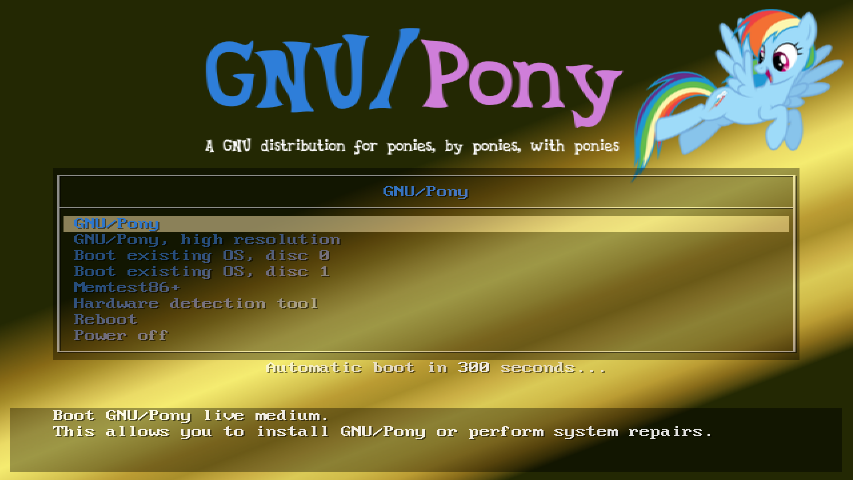 GNU/Pony
A GNU distribution for ponies, by ponies, with ponies
GNU/Pony
GNU/Pony
GNU/Pony, high resolution
Boot existing OS, disc 0
Boot existing OS, disc 1
Memtest86+
Hardware detection tool
Reboot
Power off
Automatic boot in 300 seconds...
Boot GNU/Pony live medium.
This allows you to install GNU/Pony or perform system repairs.